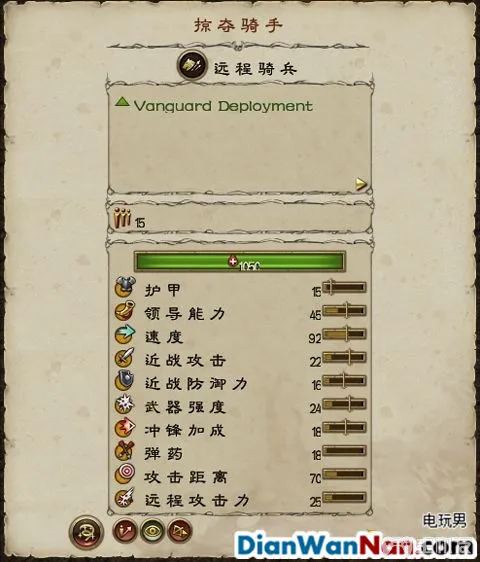 掠夺骑手
远程骑兵
Vanguard Deployment
15
1050
护甲 15
领导能力 45
速度 92
近战攻击 22
近战防御力 16
武器强度 24
冲锋加成 18
弹药 18
攻击距离 70
远程攻击力 25
电玩男
DianWanNan.com